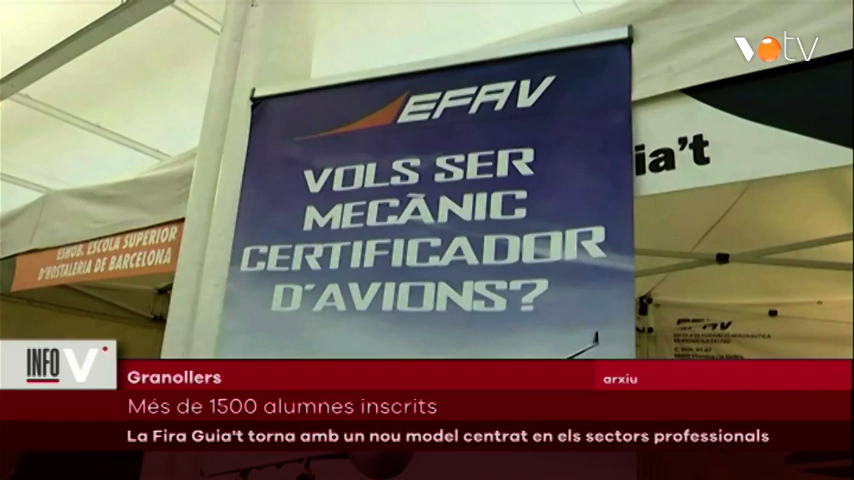 votv
EFAV
VOLS SER
MECÀNIC
CERTIFICADOR
D'AVIONS?
ia't
ESHOB. ESCOLA SUPERIOR
D'HOSTALERIA DE BARCELONA
EFAV
INFO V
Granollers
arxiu
Més de 1500 alumnes inscrits
La Fira Guia't torna amb un nou model centrat en els sectors professionals